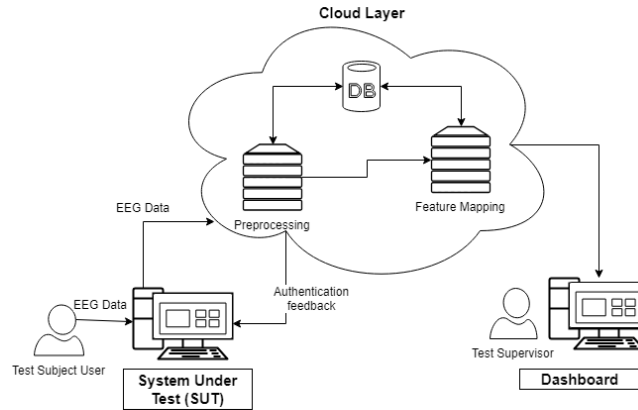 Cloud Layer
DB
Preprocessing
Feature Mapping
EEG Data
Authentication
feedback
EEG Data
Test Subject User
System Under
Test (SUT)
Test Supervisor
Dashboard